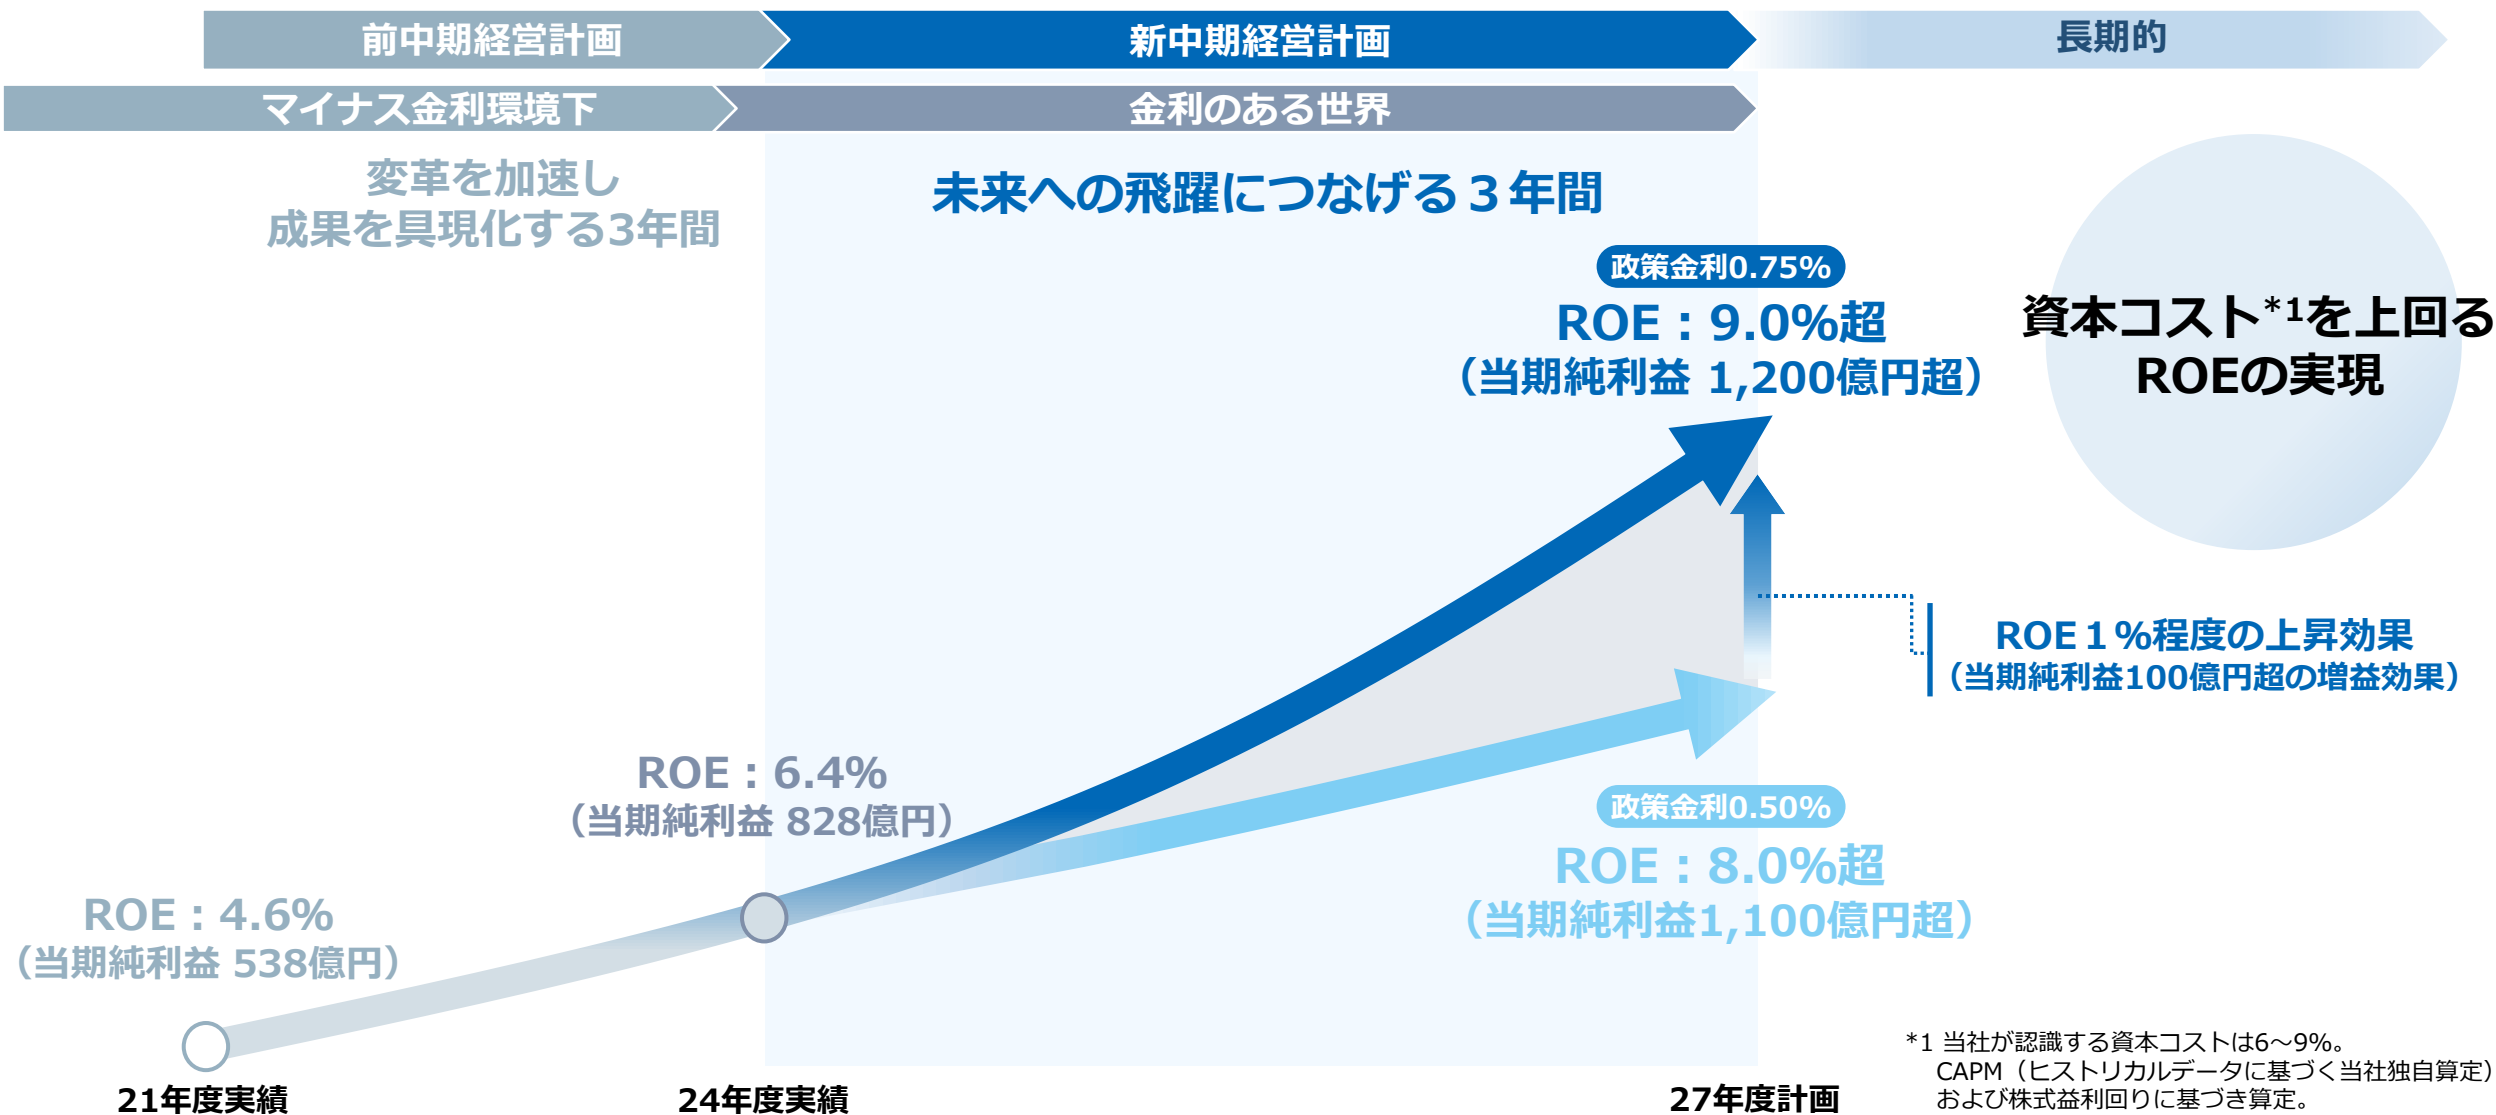 前中期経営計画
新中期経営計画
長期的
マイナス金利環境下
金利のある世界
変革を加速し
成果を具現化する3年間
未来への飛躍につなげる３年間
政策金利0.75%
ROE：9.0%超
（当期純利益 1,200億円超）
資本コスト*1を上回る
ROEの実現
ROE１%程度の上昇効果
（当期純利益100億円超の増益効果）
ROE：6.4%
（当期純利益 828億円）
政策金利0.50%
ROE：8.0%超
（当期純利益1,100億円超）
ROE：4.6%
（当期純利益 538億円）
21年度実績
24年度実績
27年度計画
*1 当社が認識する資本コストは6～9%。
CAPM（ヒストリカルデータに基づく当社独自算定）
および株式益利回りに基づき算定。